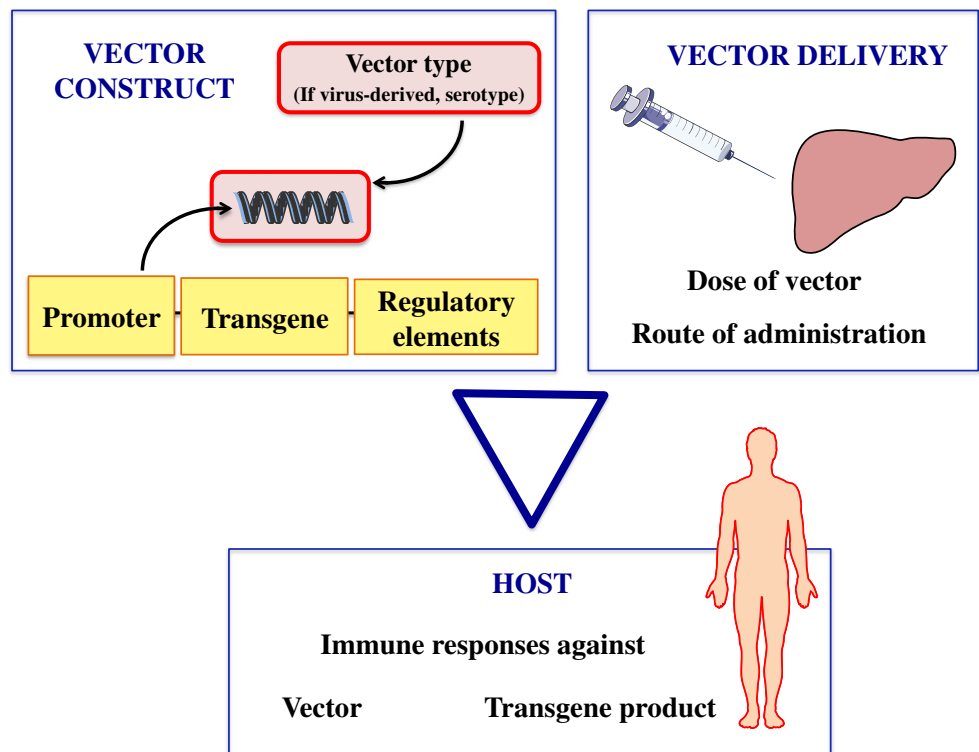 VECTOR
CONSTRUCT
Vector type
(If virus-derived, serotype)
Promoter
Transgene
Regulatory
elements
VECTOR DELIVERY
Dose of vector
Route of administration
HOST
Immune responses against
Vector
Transgene product